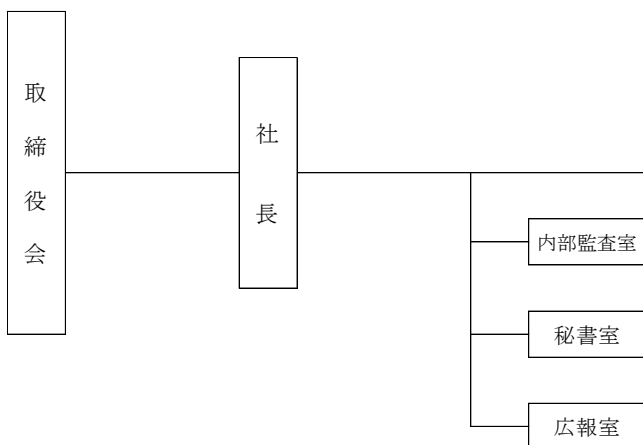 取締役会
社長
内部監査室
秘書室
広報室